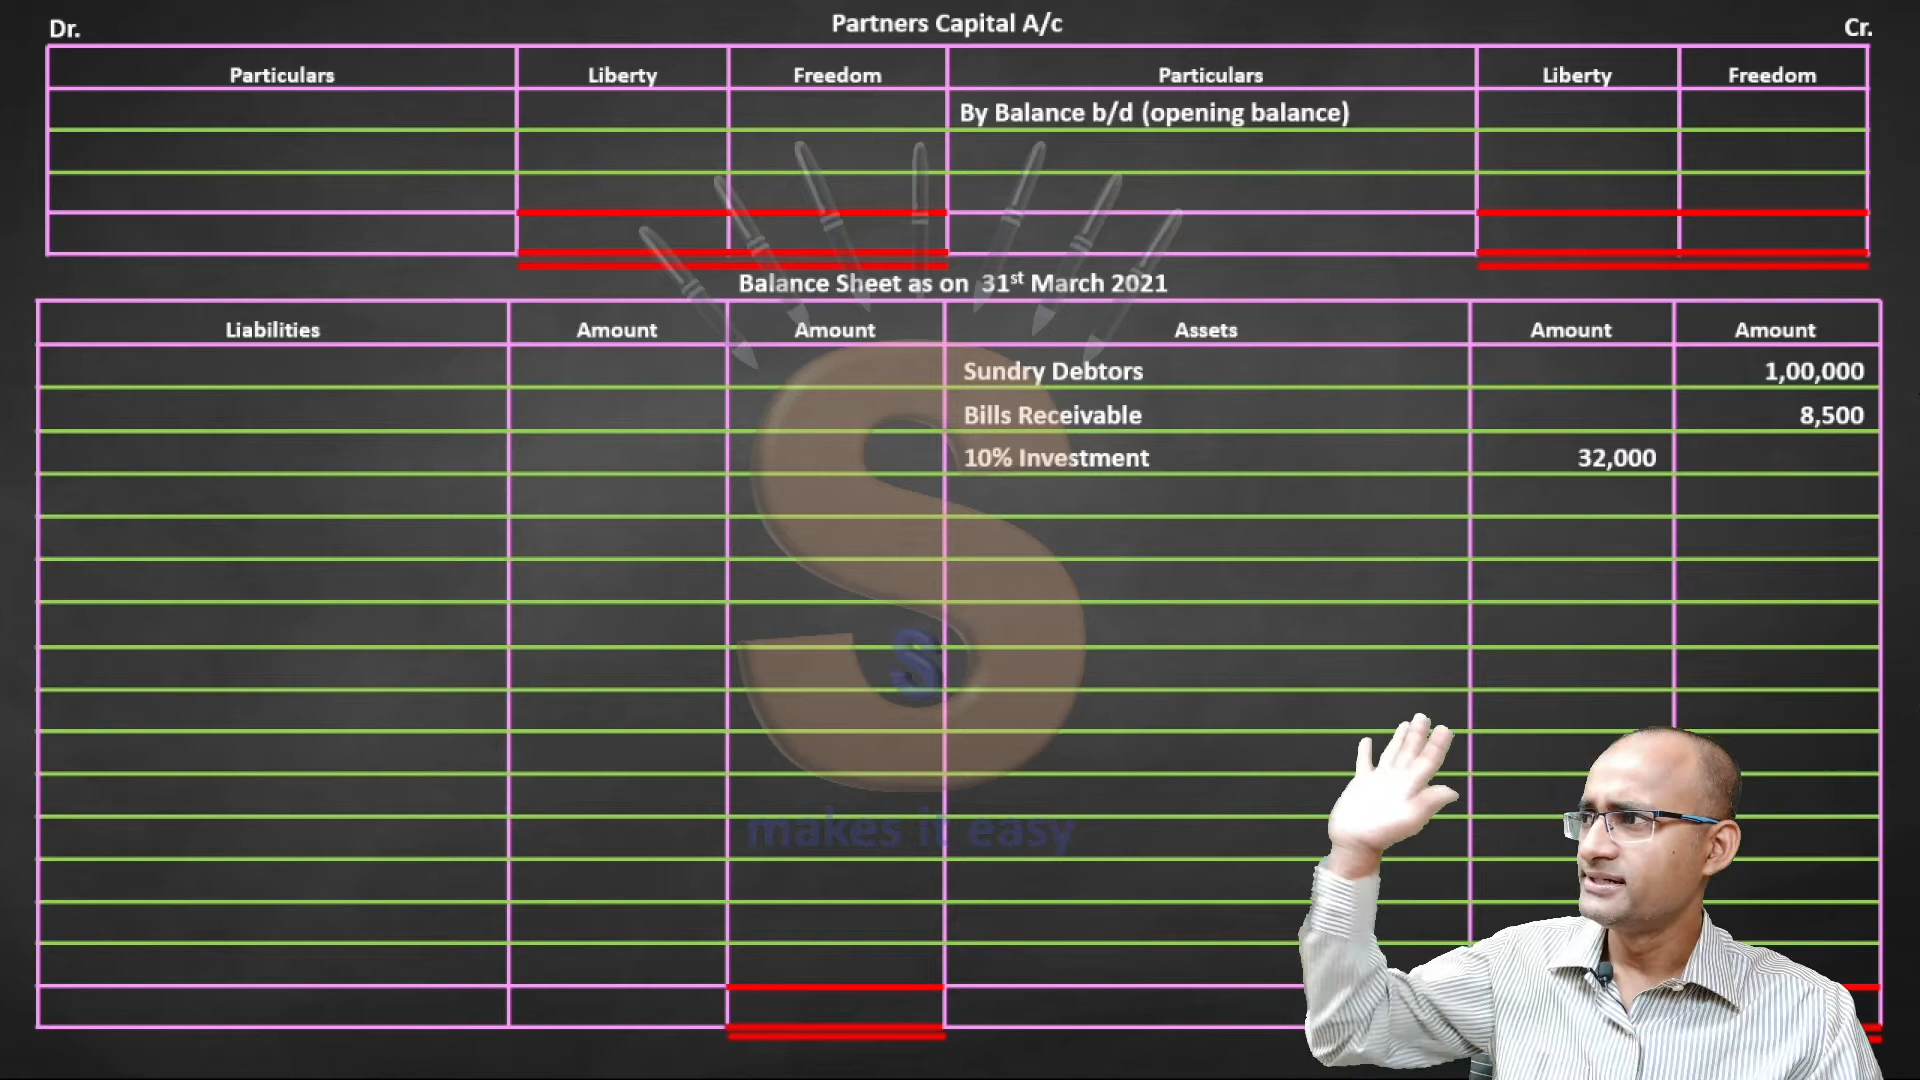 Dr.
Partners Capital A/c
Cr.
Particulars Liberty Freedom Particulars Liberty Freedom
By Balance b/d (opening balance)
Balance Sheet as on 31st March 2021
Liabilities Amount Amount Assets Amount Amount
Sundry Debtors 1,00,000
Bills Receivable 8,500
10% Investment 32,000
S
S
makes it easy